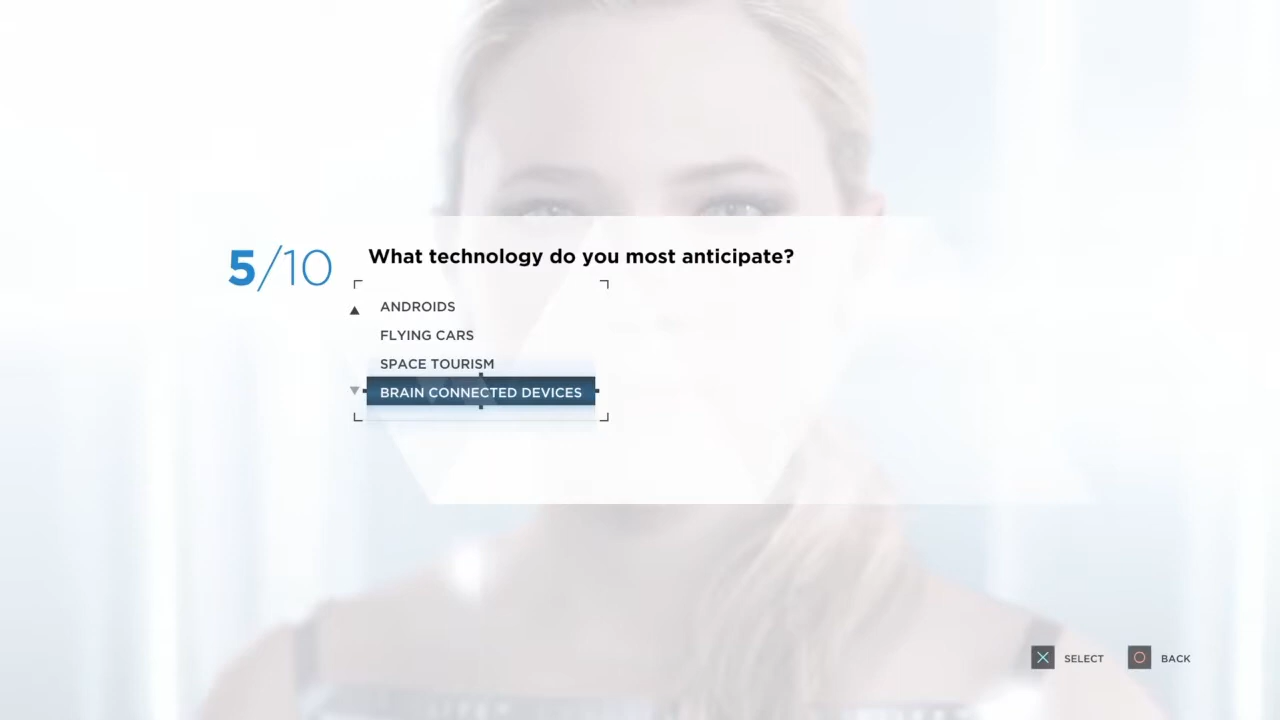 5/10
What technology do you most anticipate?
ANDROIDS
FLYING CARS
SPACE TOURISM
BRAIN CONNECTED DEVICES
SELECT
BACK